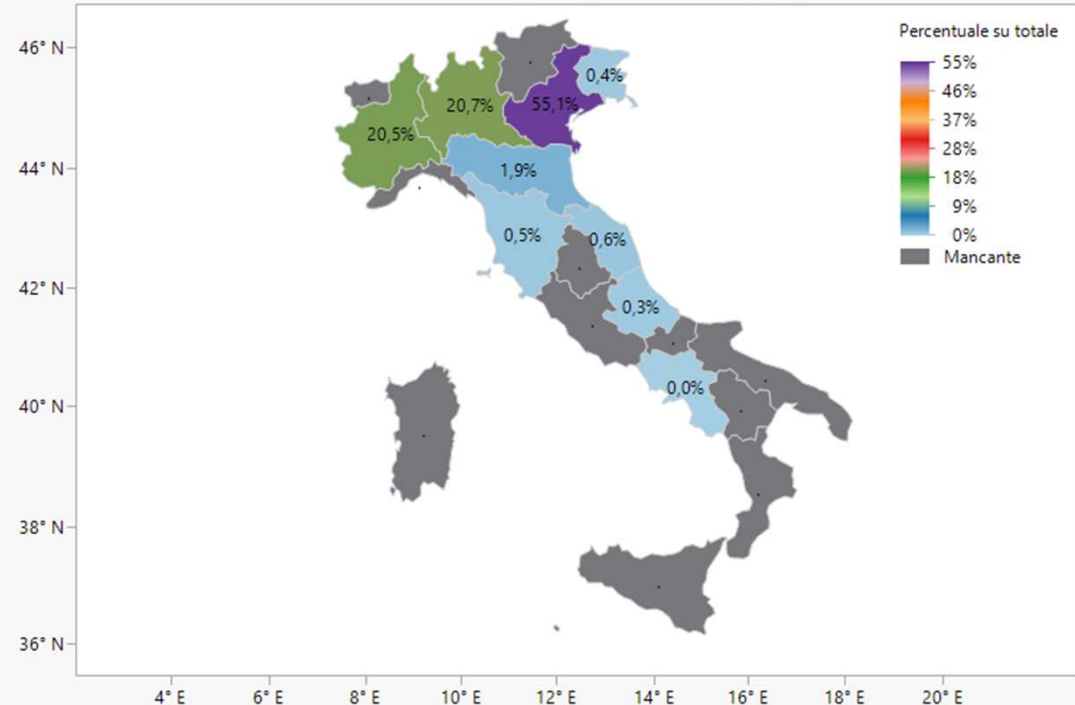 Percentuale su totale
55%
46%
37%
28%
18%
9%
0%
Mancante
46° N
44° N
42° N
40° N
38° N
36° N
0,4%
20,7%
55,1%
20,5%
1,9%
0,5%
0,6%
0,3%
0,0%
4° E
6° E
8° E
10° E
12° E
14° E
16° E
18° E
20° E